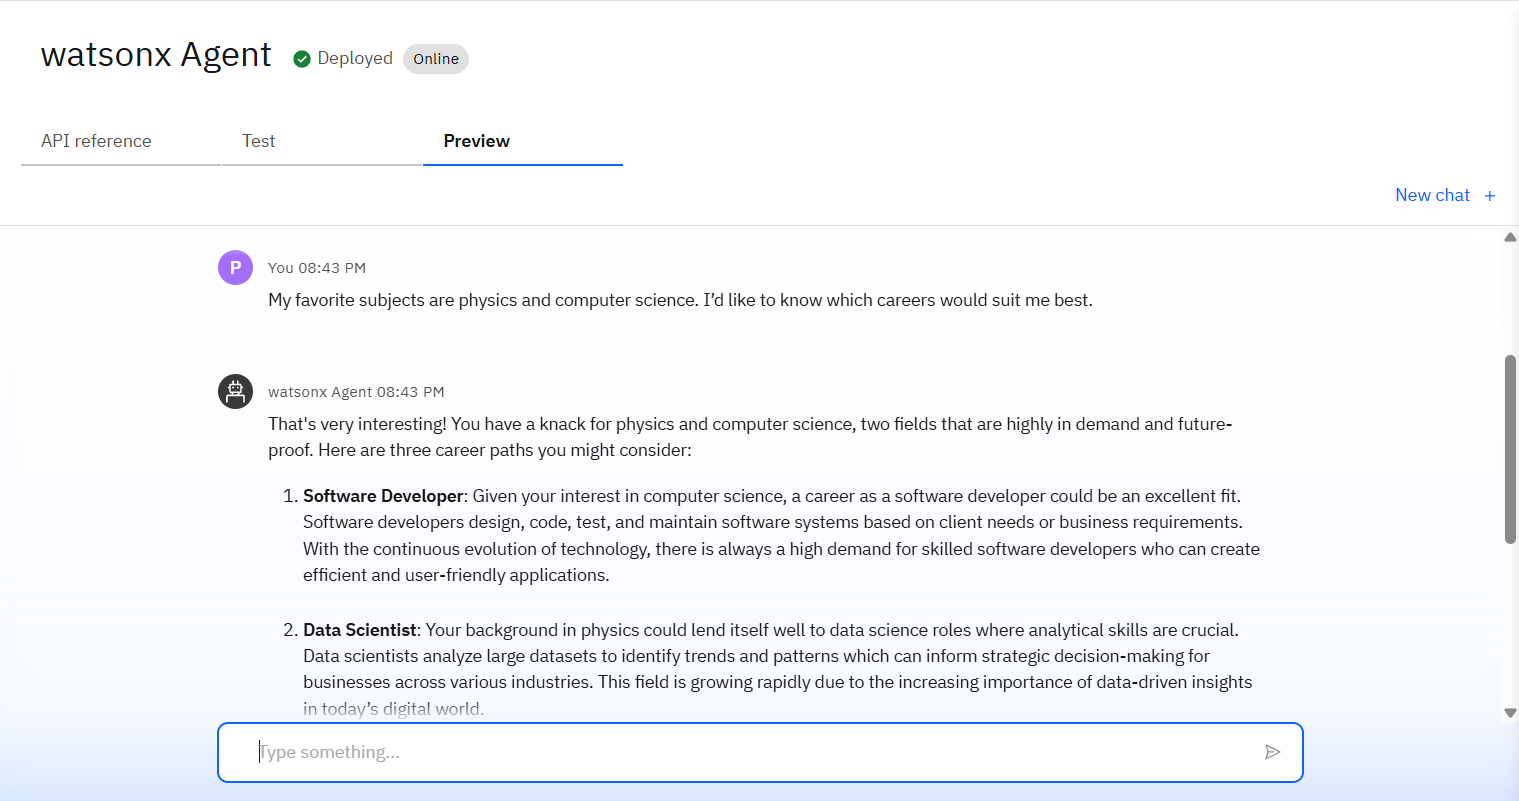 watsonx Agent Deployed Online
API reference Test Preview
New chat +
P You 08:43 PM
My favorite subjects are physics and computer science. I’d like to know which careers would suit me best.
watsonx Agent 08:43 PM
That's very interesting! You have a knack for physics and computer science, two fields that are highly in demand and future-
proof. Here are three career paths you might consider:
1. Software Developer: Given your interest in computer science, a career as a software developer could be an excellent fit.
Software developers design, code, test, and maintain software systems based on client needs or business requirements.
With the continuous evolution of technology, there is always a high demand for skilled software developers who can create
efficient and user-friendly applications.
2. Data Scientist: Your background in physics could lend itself well to data science roles where analytical skills are crucial.
Data scientists analyze large datasets to identify trends and patterns which can inform strategic decision-making for
businesses across various industries. This field is growing rapidly due to the increasing importance of data-driven insights
in today’s digital world.
Type something...